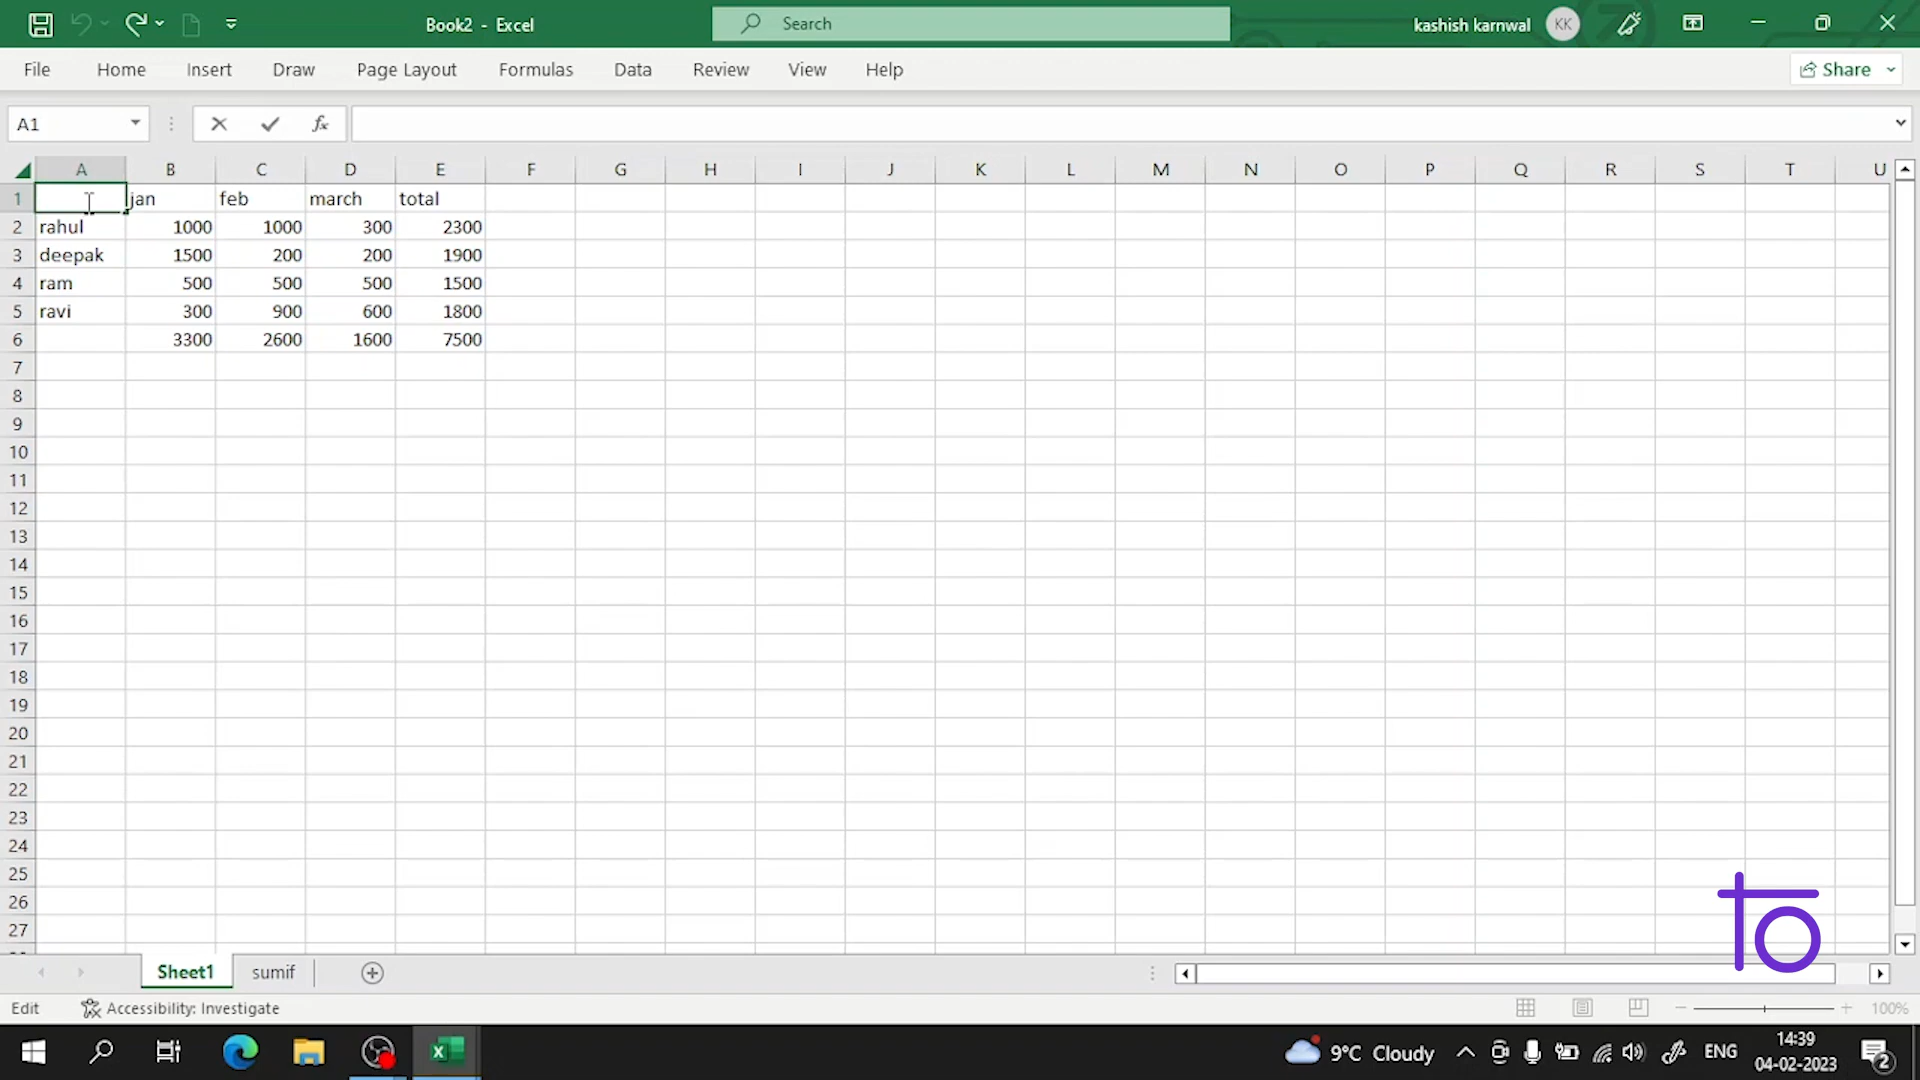 Book2 - Excel
Search
kashish karnwal
KK
File Home Insert Draw Page Layout Formulas Data Review View Help
Share
A1
fx
A B C D E F G H I J K L M N O P Q R S T U
1 jan feb march total
2 rahul 1000 1000 300 2300
3 deepak 1500 200 200 1900
4 ram 500 500 500 1500
5 ravi 300 900 600 1800
6 3300 2600 1600 7500
7
8
9
10
11
12
13
14
15
16
17
18
19
20
21
22
23
24
25
26
27
Sheet1 sumif
Edit Accessibility: Investigate
100%
9°C Cloudy
ENG
14:39
04-02-2023
2